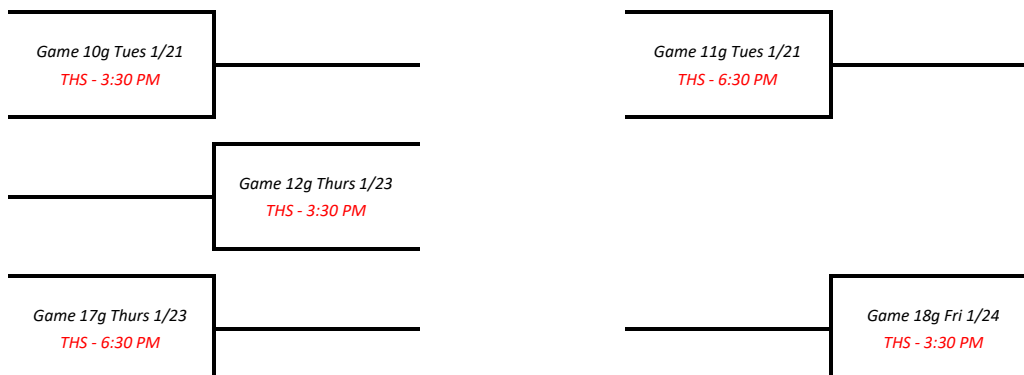 Game 10g Tues 1/21
THS - 3:30 PM
Game 11g Tues 1/21
THS - 6:30 PM
Game 12g Thurs 1/23
THS - 3:30 PM
Game 17g Thurs 1/23
THS - 6:30 PM
Game 18g Fri 1/24
THS - 3:30 PM